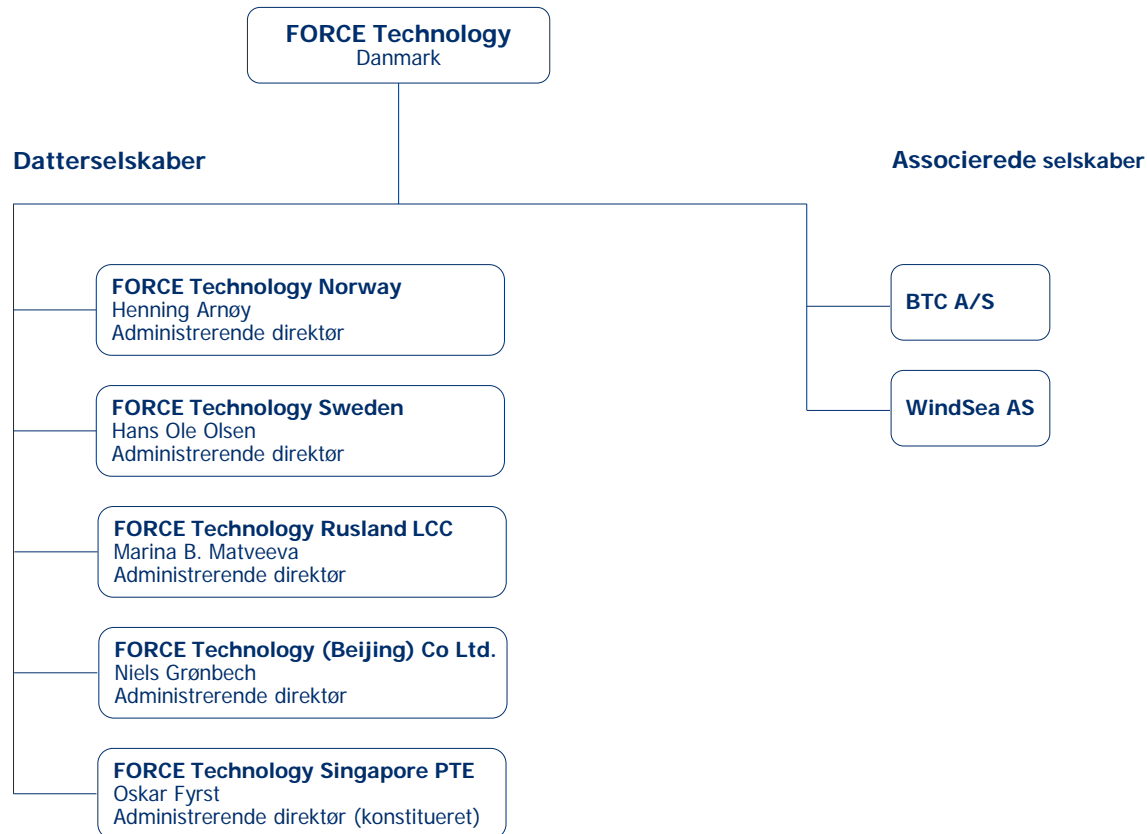 FORCE Technology
Danmark
Datterselskaber
FORCE Technology Norway
Henning Arnøy
Administrerende direktør
FORCE Technology Sweden
Hans Ole Olsen
Administrerende direktør
FORCE Technology Rusland LCC
Marina B. Matveeva
Administrerende direktør
FORCE Technology (Beijing) Co Ltd.
Niels Grønbech
Administrerende direktør
FORCE Technology Singapore PTE
Oskar Fyrst
Administrerende direktør (konstitueret)
Associerede selskaber
BTC A/S
WindSea AS